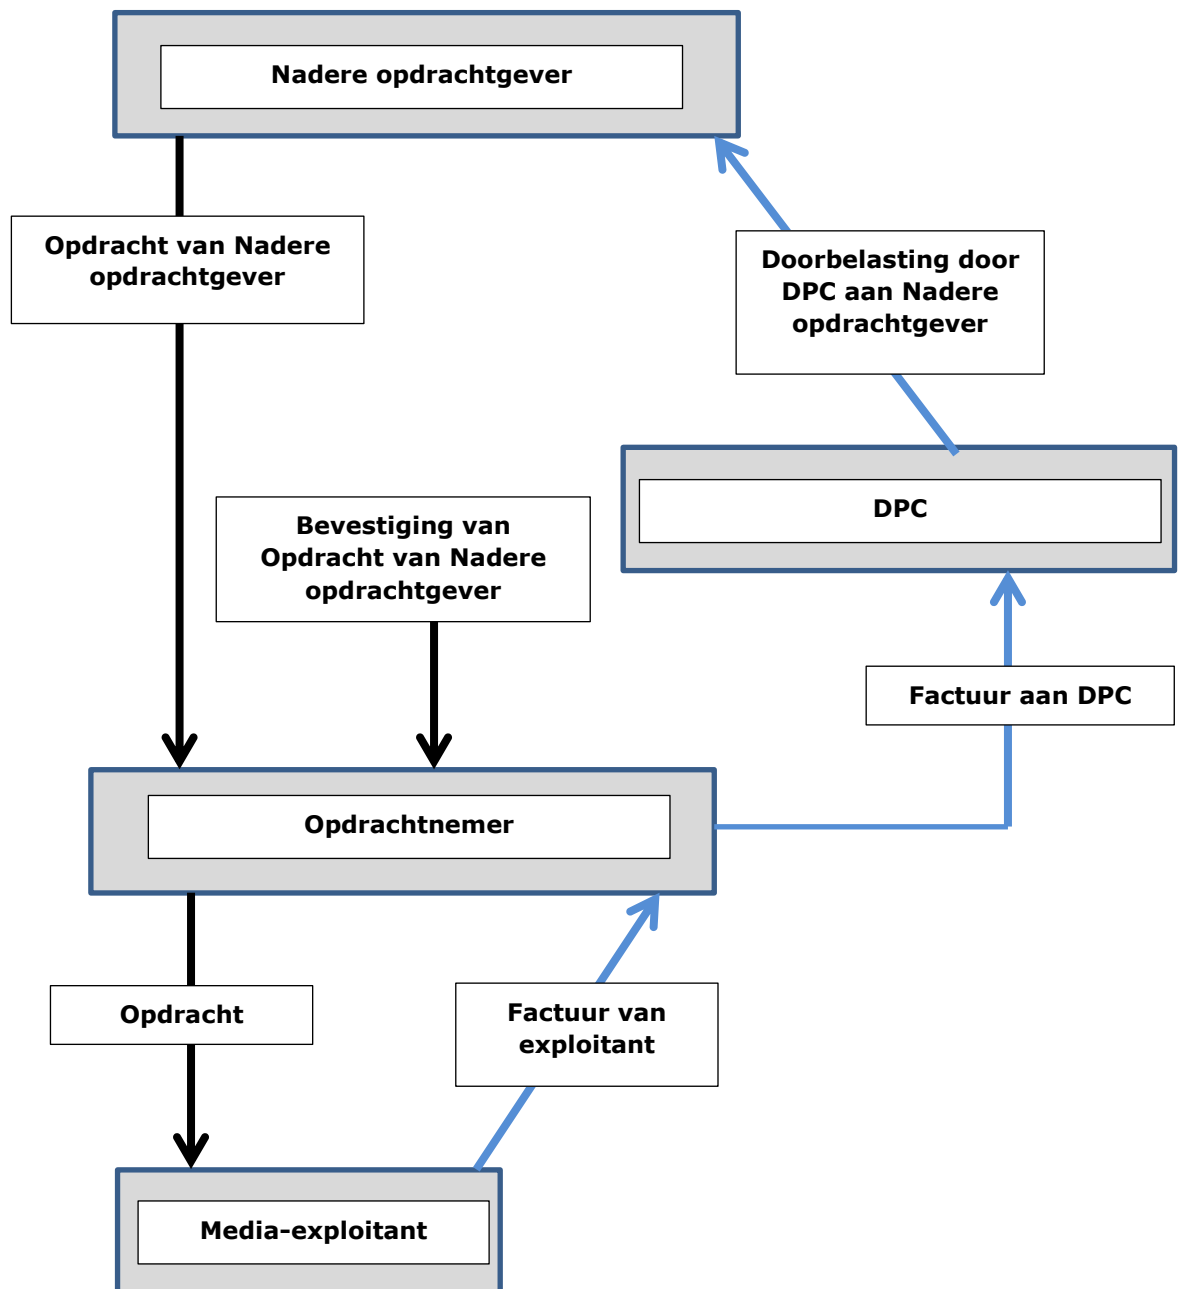 Nadere opdrachtgever
Opdracht van Nadere
opdrachtgever
Doorbelasting door
DPC aan Nadere
opdrachtgever
DPC
Bevestiging van
Opdracht van Nadere
opdrachtgever
Factuur aan DPC
Opdrachtnemer
Opdracht
Factuur van
exploitant
Media-exploitant